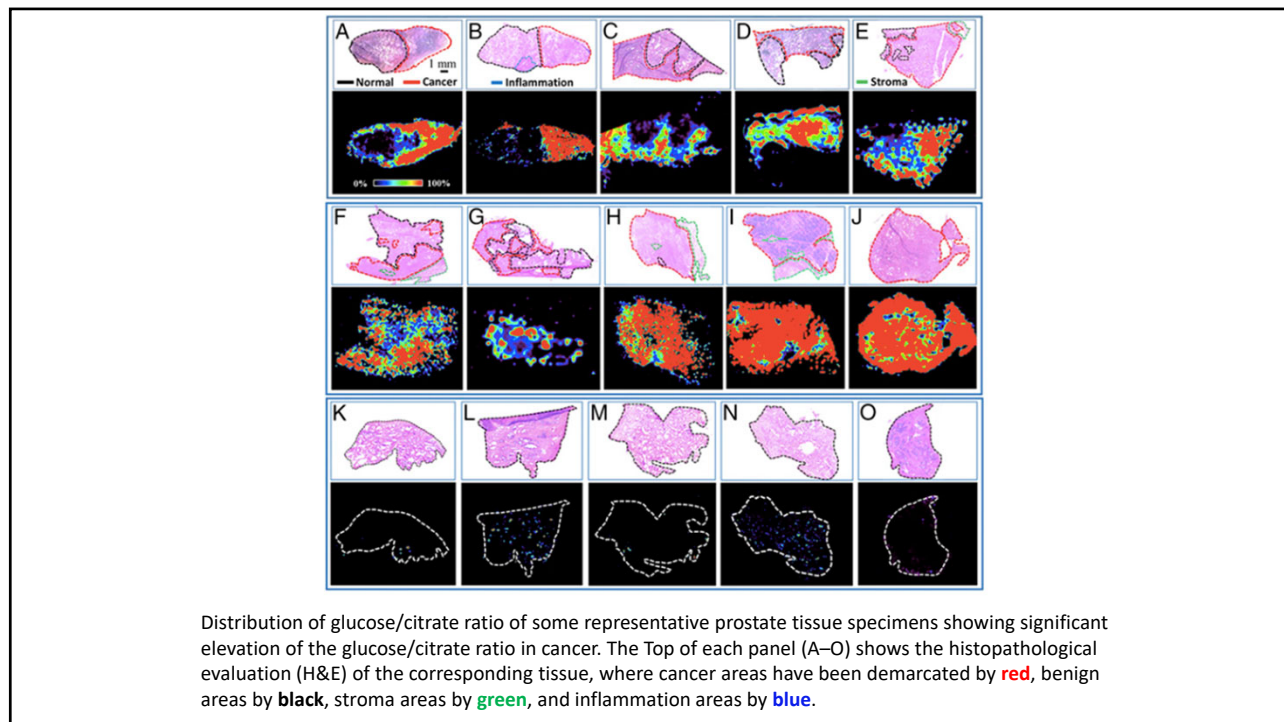 A B C D E
1 mm
Normal Cancer Inflammation Stroma
0% 100%
F G H I J
K L M N O
Distribution of glucose/citrate ratio of some representative prostate tissue specimens showing significant
elevation of the glucose/citrate ratio in cancer. The Top of each panel (A–O) shows the histopathological
evaluation (H&E) of the corresponding tissue, where cancer areas have been demarcated by red, benign
areas by black, stroma areas by green, and inflammation areas by blue.